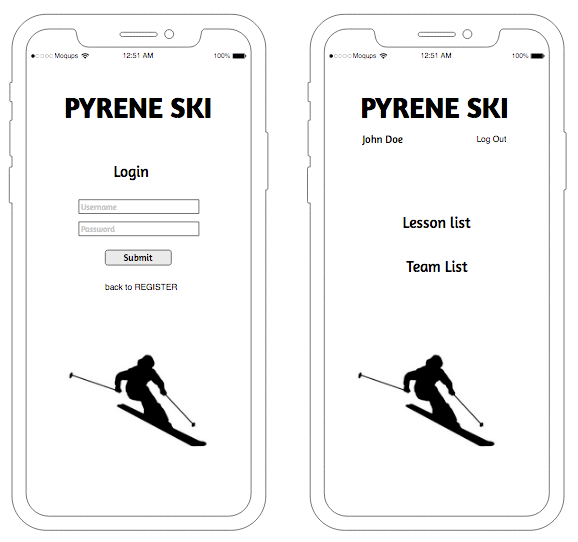 Moqups 12:51 AM 100%
PYRENE SKI
Login
Username
Password
Submit
back to REGISTER
Moqups 12:51 AM 100%
PYRENE SKI
John Doe Log Out
Lesson list
Team List